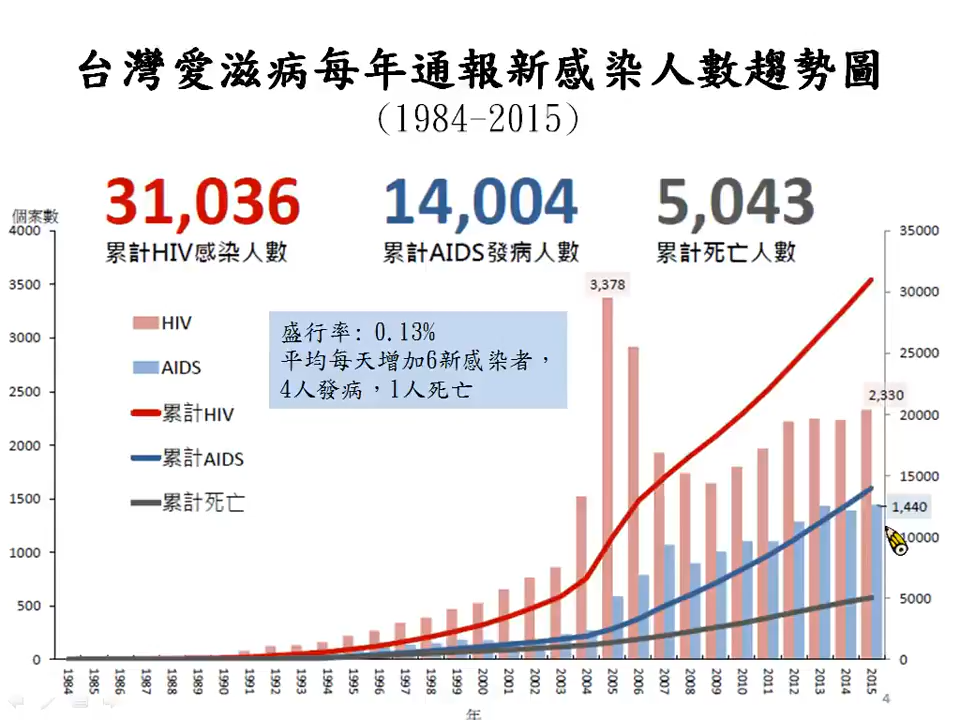 台灣愛滋病每年通報新感染人數趨勢圖
(1984-2015)
31,036
累計HIV感染人數
14,004
累計AIDS發病人數
5,043
累計死亡人數
個案數
4000
3500
3000
2500
2000
1500
1000
500
0
HIV
AIDS
累計HIV
累計AIDS
累計死亡
盛行率: 0.13%
平均每天增加6新感染者，
4人發病，1人死亡
3,378
2,330
1,440
35000
30000
25000
20000
15000
10000
5000
0
1984 1985 1986 1987 1988 1989 1990 1991 1992 1993 1994 1995 1996 1997 1998 1999 2000 2001 2002 2003 2004 2005 2006 2007 2008 2009 2010 2011 2012 2013 2014 2015
年
4